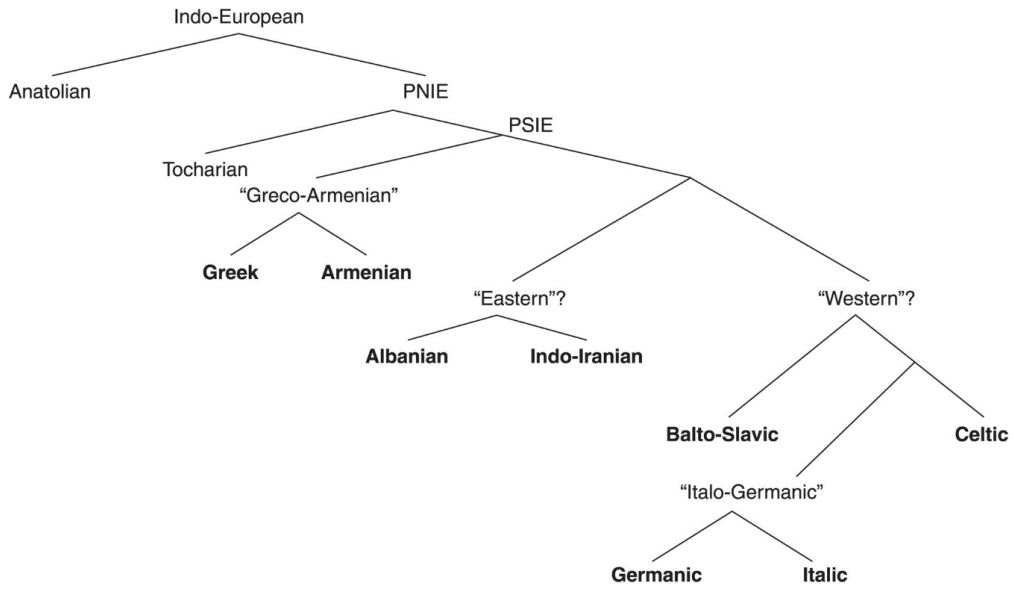 Indo-European
Anatolian
PNIE
PSIE
Tocharian
“Greco-Armenian”
Greek
Armenian
“Eastern”?
“Western”?
Albanian
Indo-Iranian
Balto-Slavic
Celtic
“Italo-Germanic”
Germanic
Italic